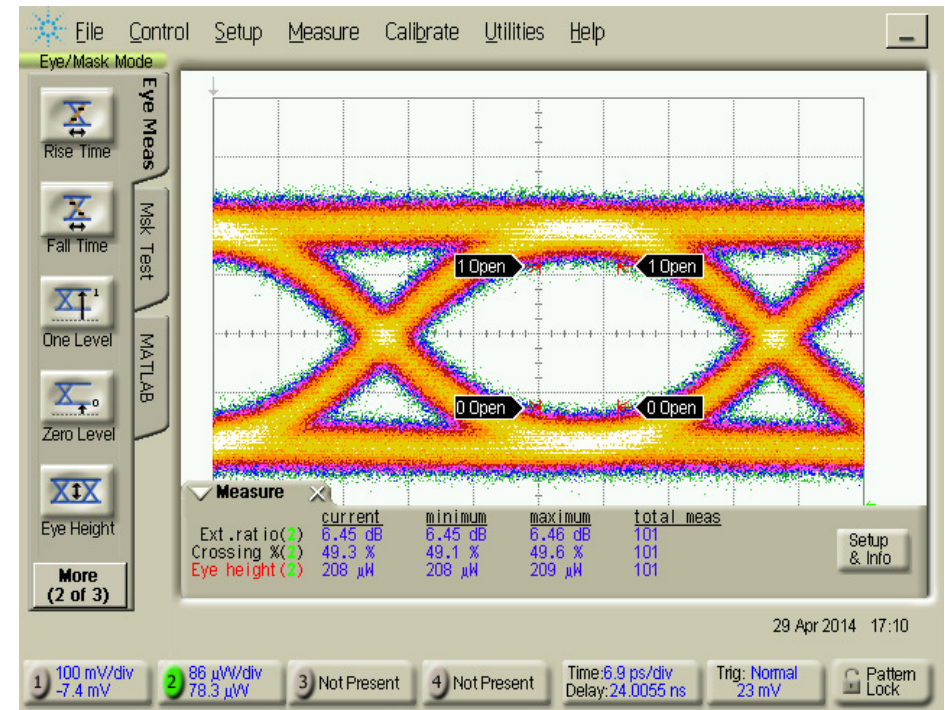 File Control Setup Measure Calibrate Utilities Help
Eye/Mask Mode
Eye Meas
Msk Test
MATLAB
Rise Time
Fall Time
One Level
Zero Level
Eye Height
More
(2 of 3)
1 Open 1 Open
0 Open 0 Open
Measure
current minimum maximum total meas
Ext.ratio(2) 6.45 dB 6.45 dB 6.46 dB 101
Crossing %(2) 49.3 % 49.1 % 49.6 % 101
Eye height(2) 208 µW 208 µW 209 µW 101
Setup
& Info
29 Apr 2014 17:10
1) 100 mV/div
-7.4 mV
2) 86 µW/div
78.3 µW
3) Not Present
4) Not Present
Time:6.9 ps/div
Delay:24.0055 ns
Trig: Normal
23 mV
Pattern
Lock